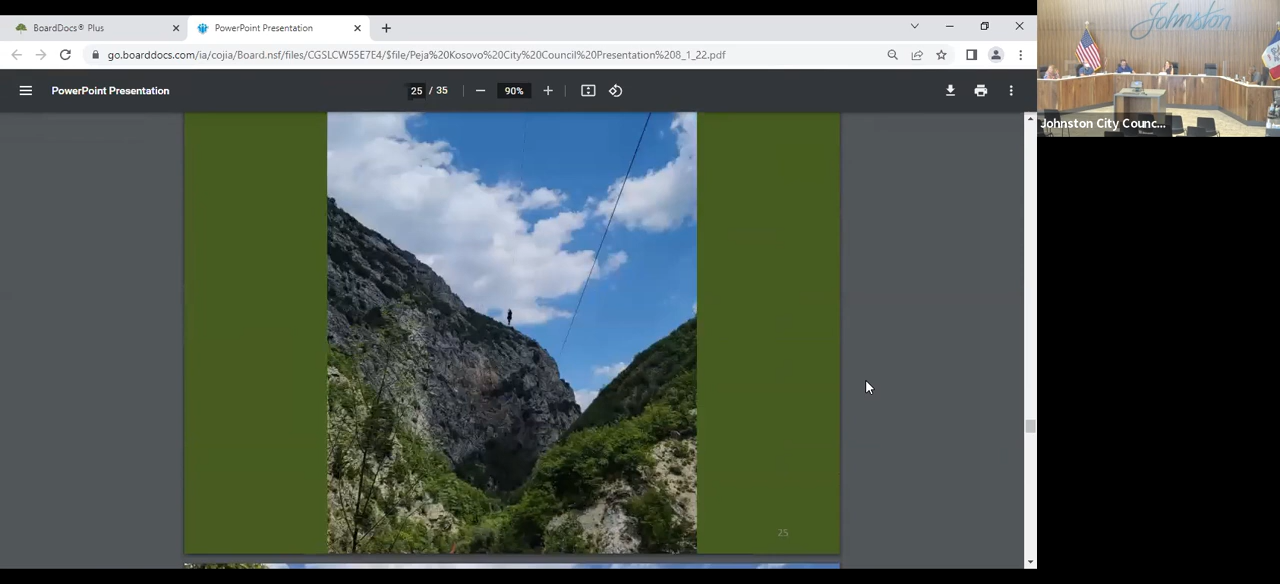 BoardDocs® Plus
PowerPoint Presentation
go.boarddocs.com/ia/cojia/Board.nsf/files/CGSLCW55E7E4/$file/Peja%20Kosovo%20City%20Council%20Presentation%208_1_22.pdf
PowerPoint Presentation
25 / 35
90%
25
Johnston
Johnston City Counc...